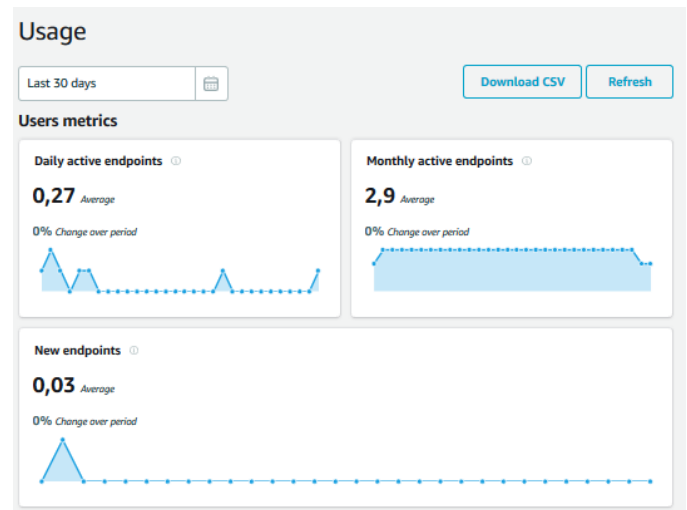 Usage
Last 30 days
Download CSV
Refresh
Users metrics
Daily active endpoints
0,27 Average
0% Change over period
Monthly active endpoints
2,9 Average
0% Change over period
New endpoints
0,03 Average
0% Change over period